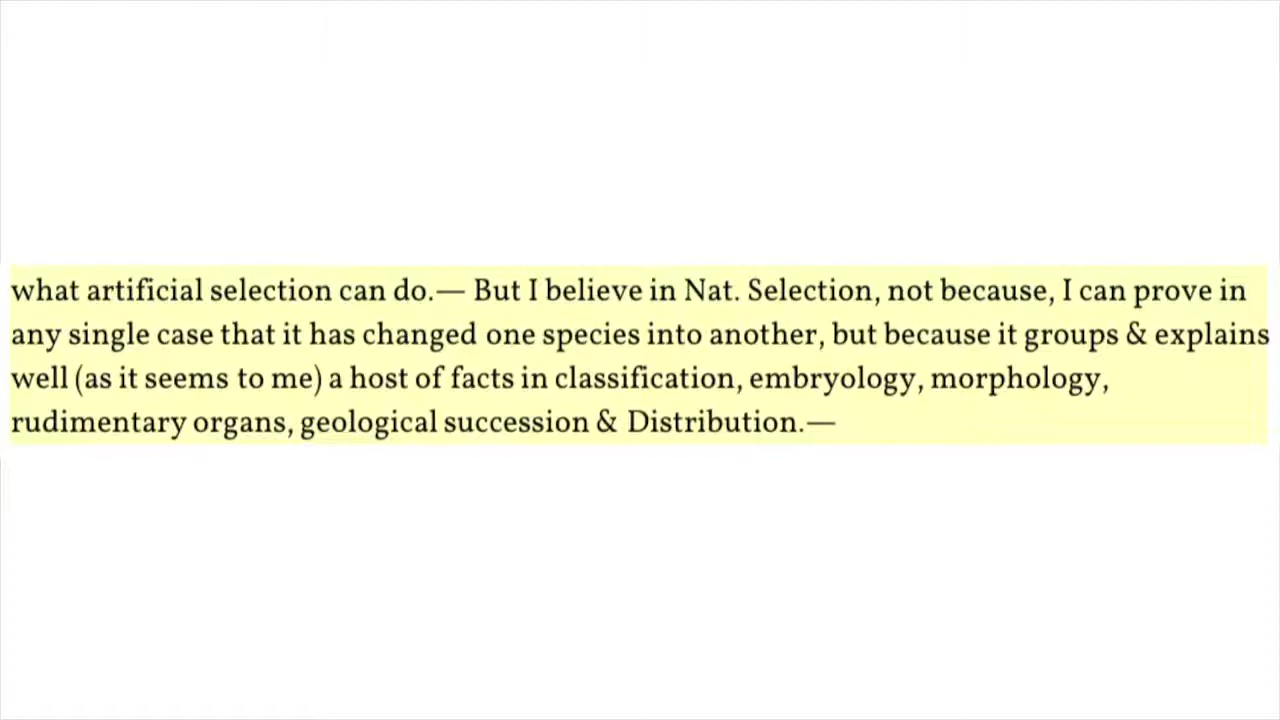 what artificial selection can do.— But I believe in Nat. Selection, not because, I can prove in
any single case that it has changed one species into another, but because it groups & explains
well (as it seems to me) a host of facts in classification, embryology, morphology,
rudimentary organs, geological succession & Distribution.—